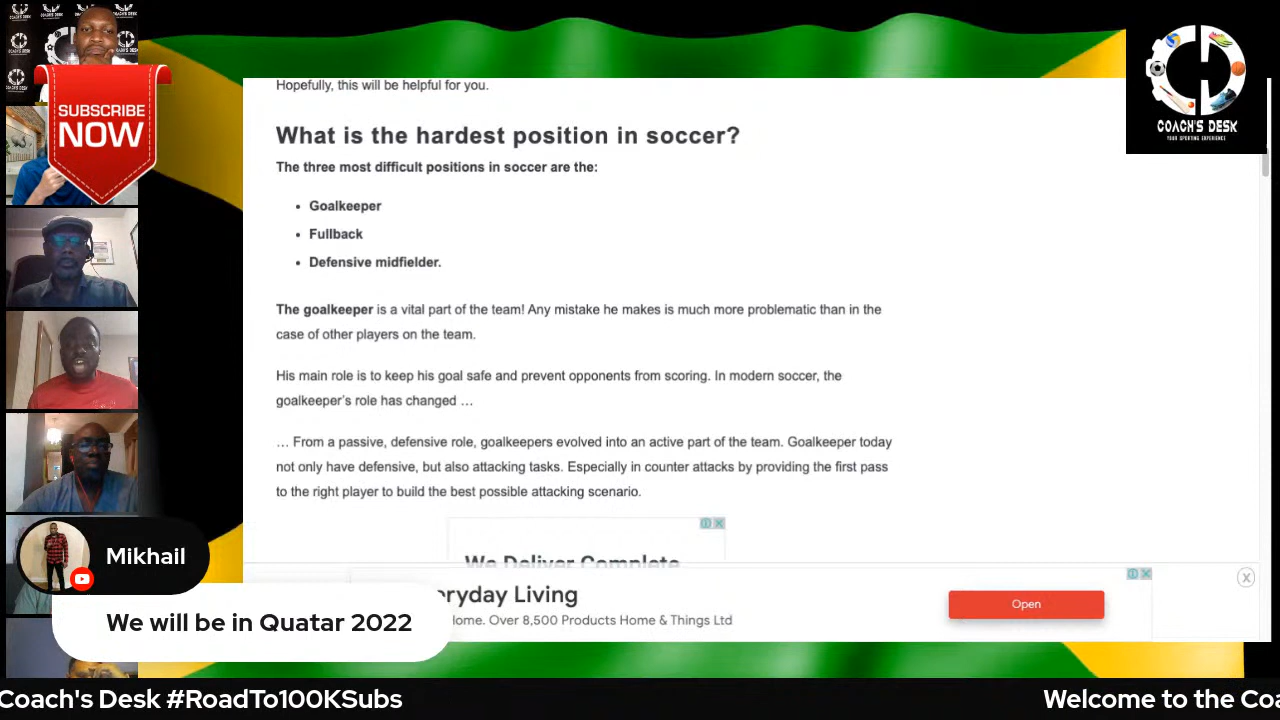 COACH'S DESK
YOUR SPORTING EXPERIENCE
SUBSCRIBE
NOW
Hopefully, this will be helpful for you.
What is the hardest position in soccer?
The three most difficult positions in soccer are the:
• Goalkeeper
• Fullback
• Defensive midfielder.
The goalkeeper is a vital part of the team! Any mistake he makes is much more problematic than in the
case of other players on the team.
His main role is to keep his goal safe and prevent opponents from scoring. In modern soccer, the
goalkeeper's role has changed …
… From a passive, defensive role, goalkeepers evolved into an active part of the team. Goalkeeper today
not only have defensive, but also attacking tasks. Especially in counter attacks by providing the first pass
to the right player to build the best possible attacking scenario.
We Deliver Complete
ryday Living
ome. Over 8,500 Products Home & Things Ltd
Open
Mikhail
We will be in Quatar 2022
Coach's Desk #RoadTo100KSubs
Welcome to the Coa